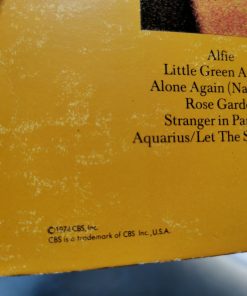 Alfie
Little Green A
Alone Again (Na
Rose Garde
Stranger in Pa
Aquarius/Let The S
©1974 CBS, Inc.
CBS is a trademark of CBS Inc., U.S.A.